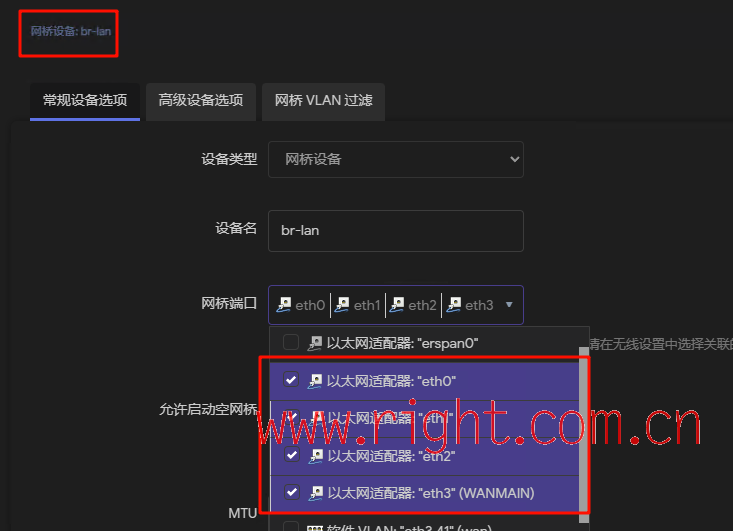 网桥设备: br-lan
常规设备选项
高级设备选项
网桥 VLAN 过滤
设备类型
网桥设备
设备名
br-lan
网桥端口
eth0 eth1 eth2 eth3
以太网适配器: "erspan0"
请在无线设置中选择关联的
以太网适配器: "eth0"
允许启动空网桥
以太网适配器: "eth1"
www.right.com.cn
以太网适配器: "eth2"
以太网适配器: "eth3" (WANMAIN)
MTU
软件 VLAN: "eth3.41" (wan)